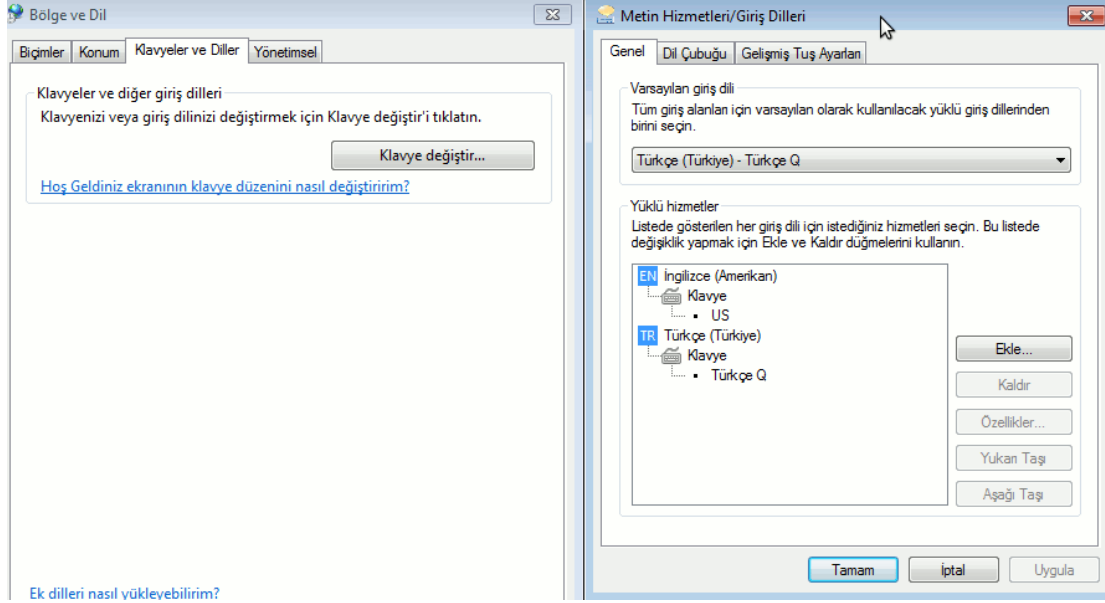 Bölge ve Dil
Biçimler Konum Klavyeler ve Diller Yönetimsel
Klavyeler ve diğer giriş dilleri
Klavyenizi veya giriş dilinizi değiştirmek için Klavye değiştir'i tıklatın.
Klavye değiştir...
Hoş Geldiniz ekranının klavye düzenini nasıl değiştiririm?
Ek dilleri nasıl yükleyebilirim?
Metin Hizmetleri/Giriş Dilleri
Genel Dil Çubuğu Gelişmiş Tuş Ayarları
Varsayılan giriş dili
Tüm giriş alanları için varsayılan olarak kullanılacak yüklü giriş dillerinden
birini seçin.
Türkçe (Türkiye) - Türkçe Q
Yüklü hizmetler
Listede gösterilen her giriş dili için istediğiniz hizmetleri seçin. Bu listede
değişiklik yapmak için Ekle ve Kaldır düğmelerini kullanın.
EN İngilizce (Amerikan)
Klavye
US
TR Türkçe (Türkiye)
Klavye
Türkçe Q
Ekle...
Kaldır
Özellikler...
Yukarı Taşı
Aşağı Taşı
Tamam İptal Uygula